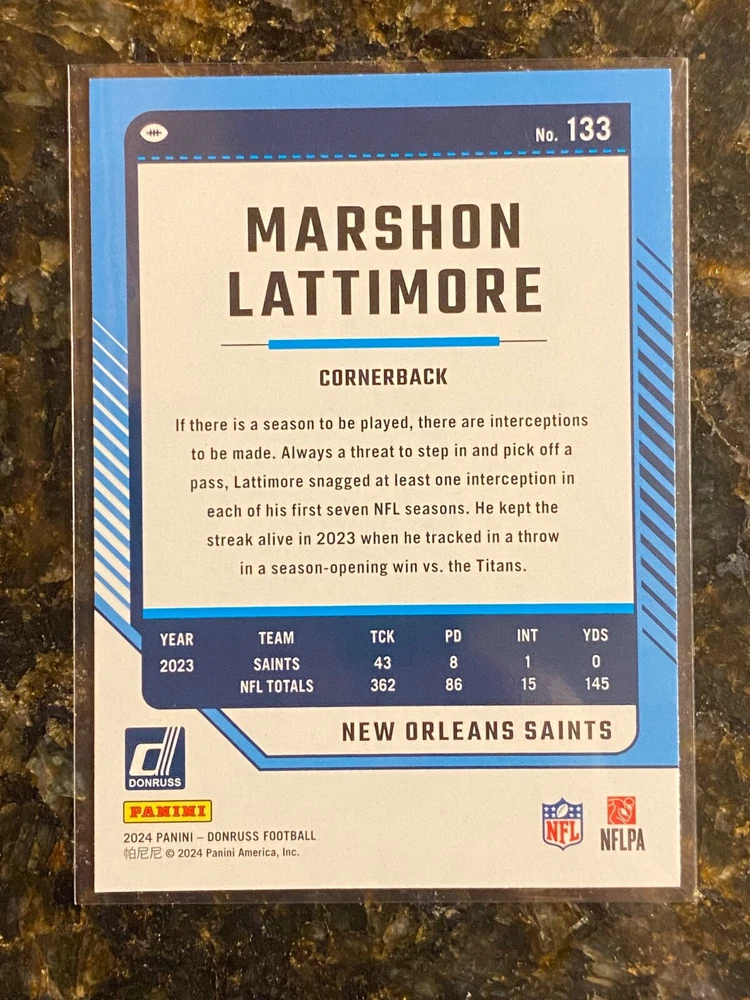 No. 133
MARSHON
LATTIMORE
CORNERBACK
If there is a season to be played, there are interceptions
to be made. Always a threat to step in and pick off a
pass, Lattimore snagged at least one interception in
each of his first seven NFL seasons. He kept the
streak alive in 2023 when he tracked in a throw
in a season-opening win vs. the Titans.
YEAR TEAM TCK PD INT YDS
2023 SAINTS 43 8 1 0
NFL TOTALS 362 86 15 145
NEW ORLEANS SAINTS
d
DONRUSS
PANINI
NFL
NFLPA
2024 PANINI – DONRUSS FOOTBALL
帕尼尼 © 2024 Panini America, Inc.